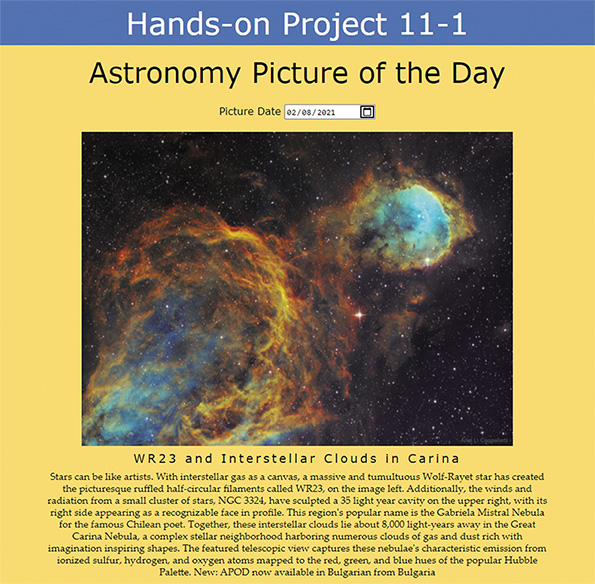 Hands-on Project 11-1
Astronomy Picture of the Day
Picture Date 02/08/2021
WR23 and Interstellar Clouds in Carina
Stars can be like artists. With interstellar gas as a canvas, a massive and tumultuous Wolf-Rayet star has created
the picturesque ruffled half-circular filaments called WR23, on the image left. Additionally, the winds and
radiation from a small cluster of stars, NGC 3324, have sculpted a 35 light year cavity on the upper right, with its
right side appearing as a recognizable face in profile. This region's popular name is the Gabriela Mistral Nebula
for the famous Chilean poet. Together, these interstellar clouds lie about 8,000 light-years away in the Great
Carina Nebula, a complex stellar neighborhood harboring numerous clouds of gas and dust rich with
imagination inspiring shapes. The featured telescopic view captures these nebulae's characteristic emission from
ionized sulfur, hydrogen, and oxygen atoms mapped to the red, green, and blue hues of the popular Hubble
Palette. New: APOD now available in Bulgarian from Bulgaria